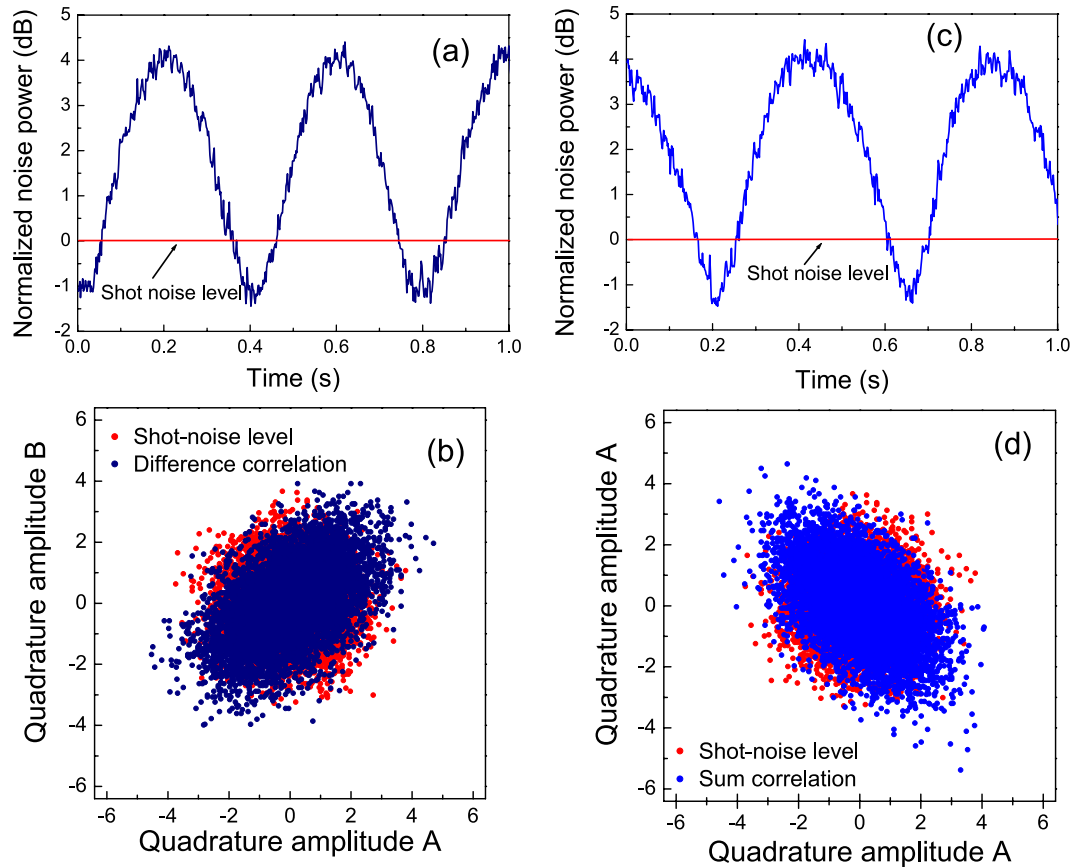 (a)
Normalized noise power (dB)
5
4
3
2
1
0
-1
-2
Shot noise level
0.0 0.2 0.4 0.6 0.8 1.0
Time (s)
(c)
Normalized noise power (dB)
5
4
3
2
1
0
-1
-2
Shot noise level
0.0 0.2 0.4 0.6 0.8 1.0
Time (s)
(b)
Shot-noise level
Difference correlation
Quadrature amplitude B
6
4
2
0
-2
-4
-6
-6 -4 -2 0 2 4 6
Quadrature amplitude A
(d)
Quadrature amplitude A
6
4
2
0
-2
-4
-6
Shot-noise level
Sum correlation
-6 -4 -2 0 2 4 6
Quadrature amplitude A